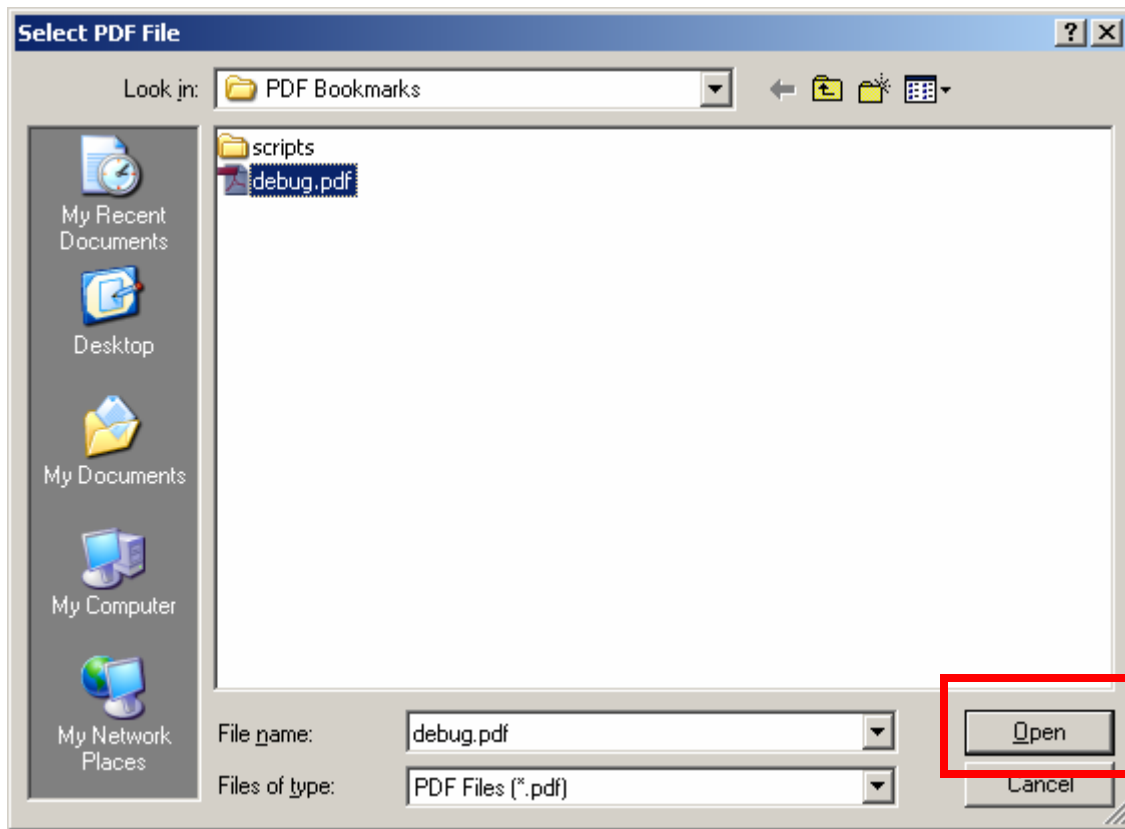 Select PDF File
Look in: PDF Bookmarks
scripts
debug.pdf
My Recent
Documents
Desktop
My Documents
My Computer
My Network
Places
File name: debug.pdf Open
Files of type: PDF Files (*.pdf) Cancel